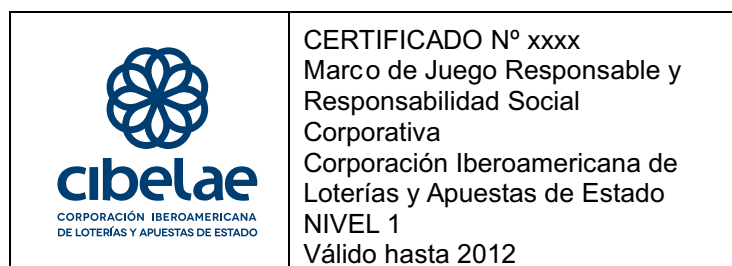 cibelae
CORPORACIÓN IBEROAMERICANA
DE LOTERÍAS Y APUESTAS DE ESTADO
CERTIFICADO Nº xxxx
Marco de Juego Responsable y
Responsabilidad Social
Corporativa
Corporación Iberoamericana de
Loterías y Apuestas de Estado
NIVEL 1
Válido hasta 2012